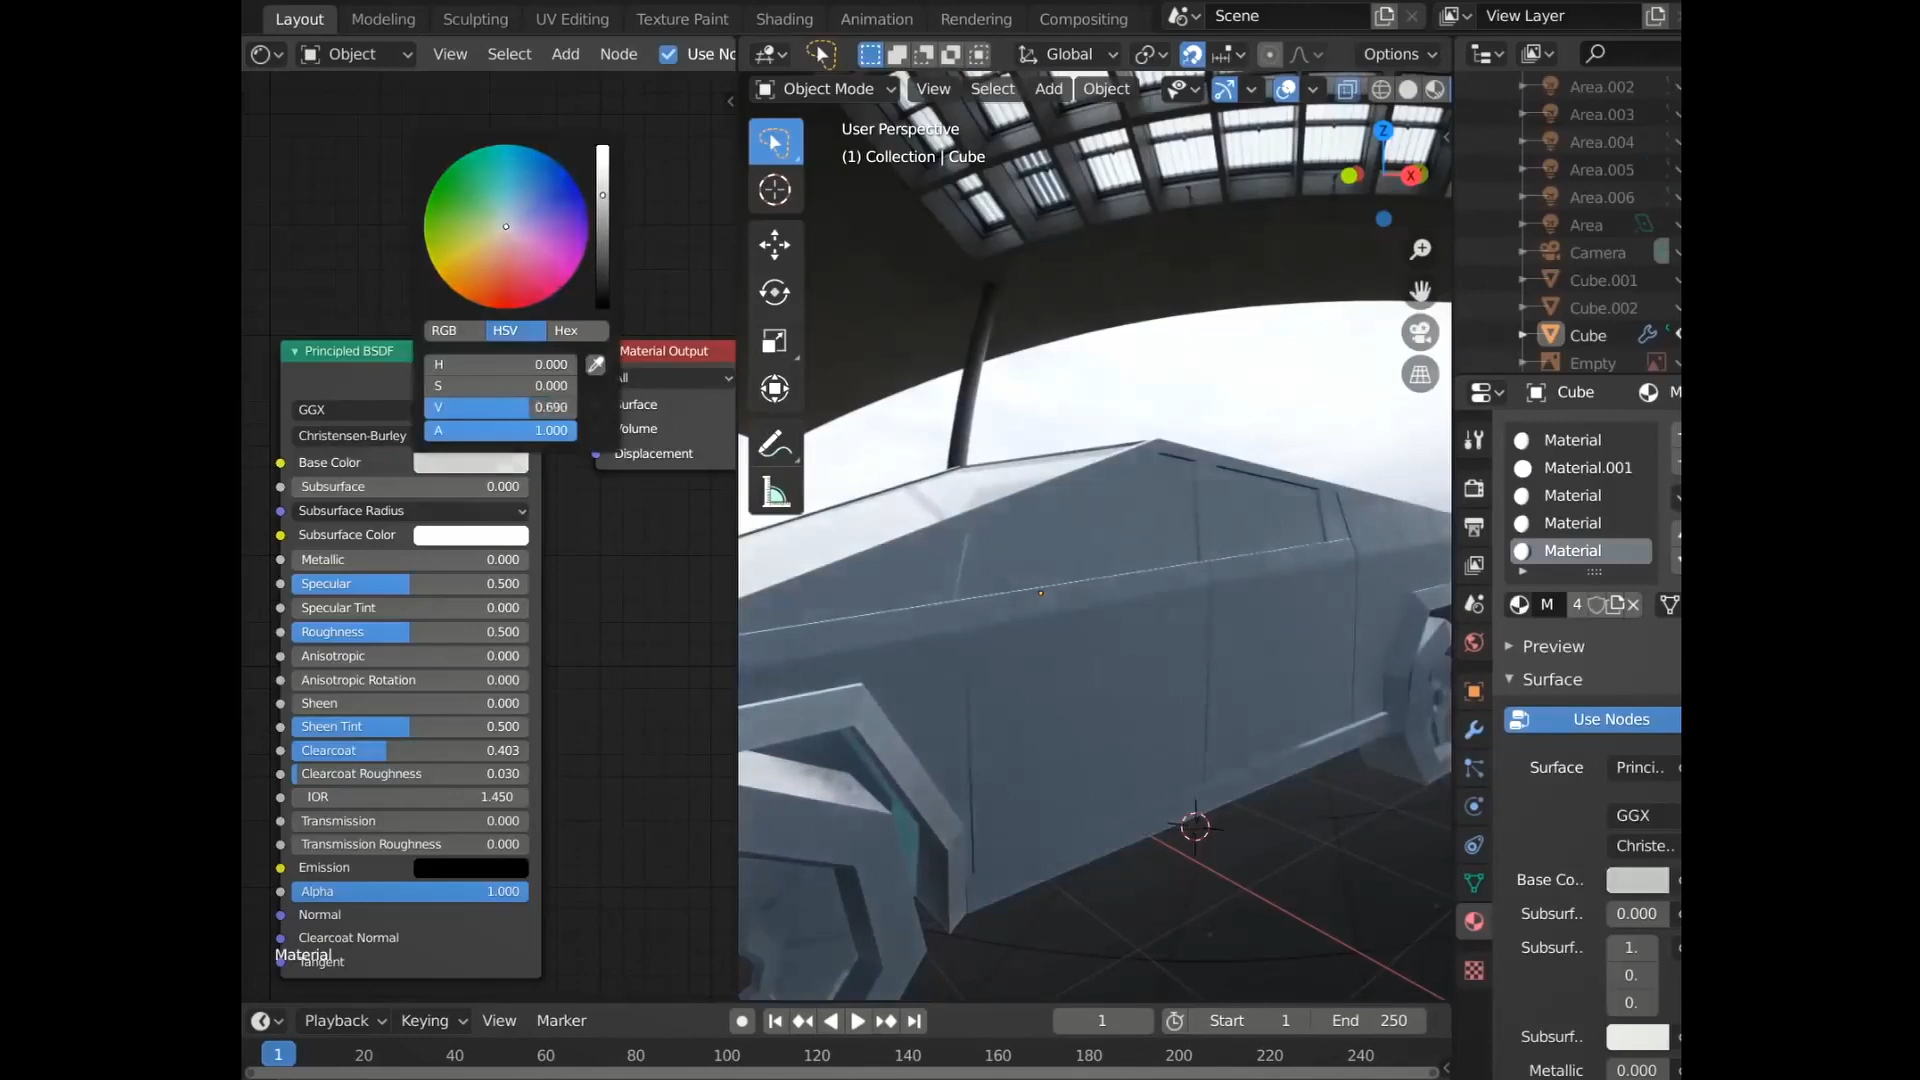 Layout Modeling Sculpting UV Editing Texture Paint Shading Animation Rendering Compositing Scene View Layer
Object View Select Add Node Use No Global Options
Object Mode View Select Add Object
User Perspective
(1) Collection | Cube
Z
X
Area.002
Area.003
Area.004
Area.005
Area.006
Area
Camera
Cube.001
Cube.002
Cube
Empty
RGB HSV Hex
H 0.000
S 0.000
V 0.690
A 1.000
Principled BSDF
GGX
Christensen-Burley
Base Color
Subsurface 0.000
Subsurface Radius
Subsurface Color
Metallic 0.000
Specular 0.500
Specular Tint 0.000
Roughness 0.500
Anisotropic 0.000
Anisotropic Rotation 0.000
Sheen 0.000
Sheen Tint 0.500
Clearcoat 0.403
Clearcoat Roughness 0.030
IOR 1.450
Transmission 0.000
Transmission Roughness 0.000
Emission
Alpha 1.000
Normal
Clearcoat Normal
Tangent
Material
Material Output
All
Surface
Volume
Displacement
Cube M
Material
Material.001
Material
Material
Material
M 4
Preview
Surface
Use Nodes
Surface Princi..
GGX
Christe..
Base Co..
Subsurf.. 0.000
Subsurf.. 1.
0.
0.
Subsurf..
Metallic 0.000
Playback Keying View Marker 1 Start 1 End 250
1 20 40 60 80 100 120 140 160 180 200 220 240